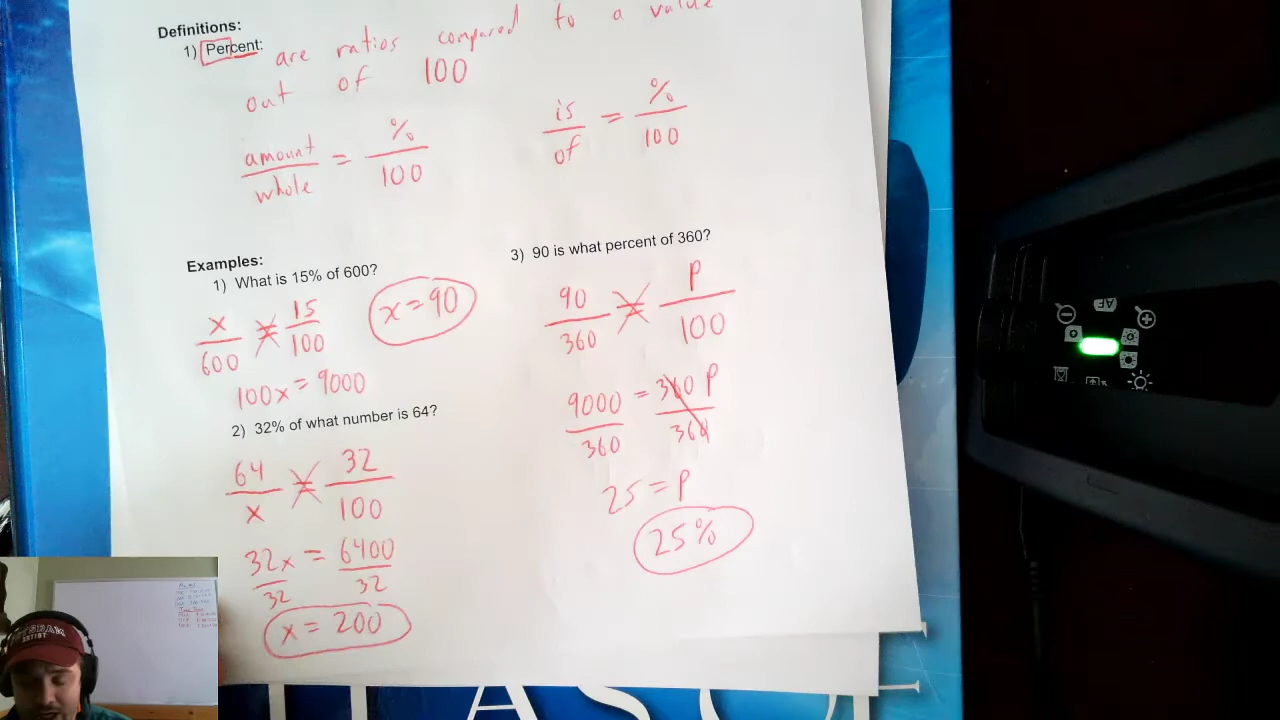 Definitions:
1) Percent: are ratios compared to a value
out of 100
amount/whole = %/100
is/of = %/100
Examples:
1) What is 15% of 600?
x/600 = 15/100
x = 90
100x = 9000
2) 32% of what number is 64?
64/x = 32/100
32x/32 = 6400/32
x = 200
3) 90 is what percent of 360?
90/360 = P/100
9000/360 = 360P/360
25 = P
25%
AF